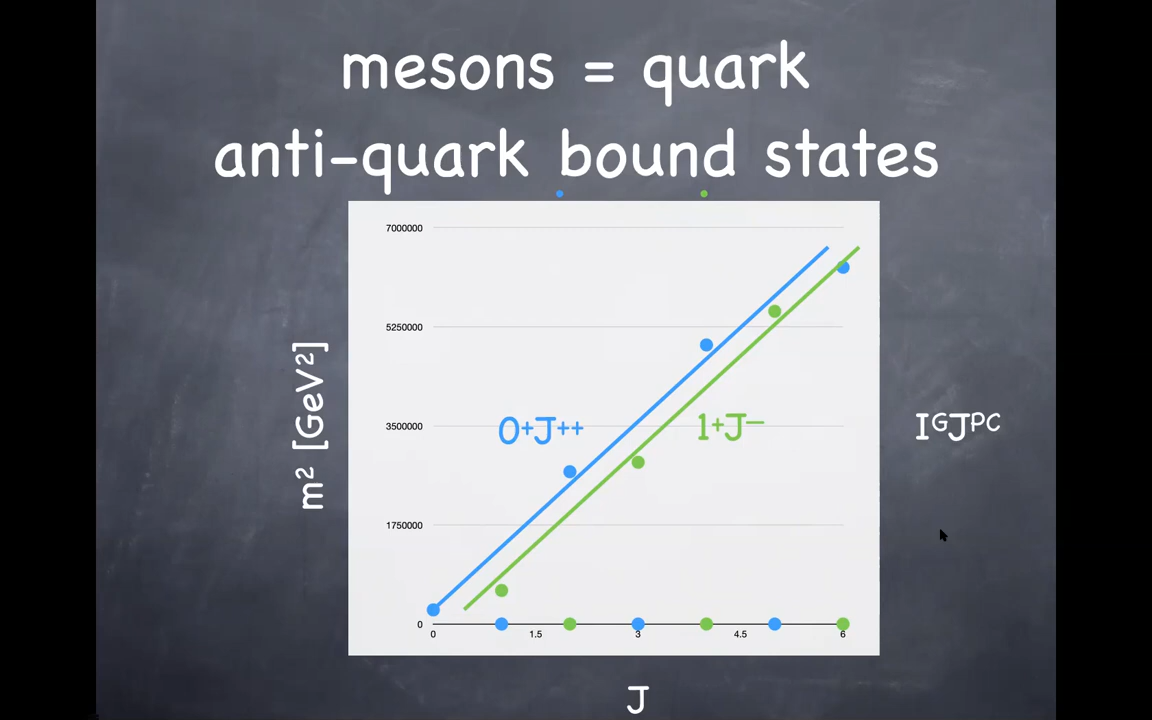 mesons = quark
anti-quark bound states
7000000
5250000
3500000
1750000
0
0
1.5
3
4.5
6
m² [GeV²]
J
0⁺J⁺⁺
1⁺J⁻
IᴳJᴾᶜ